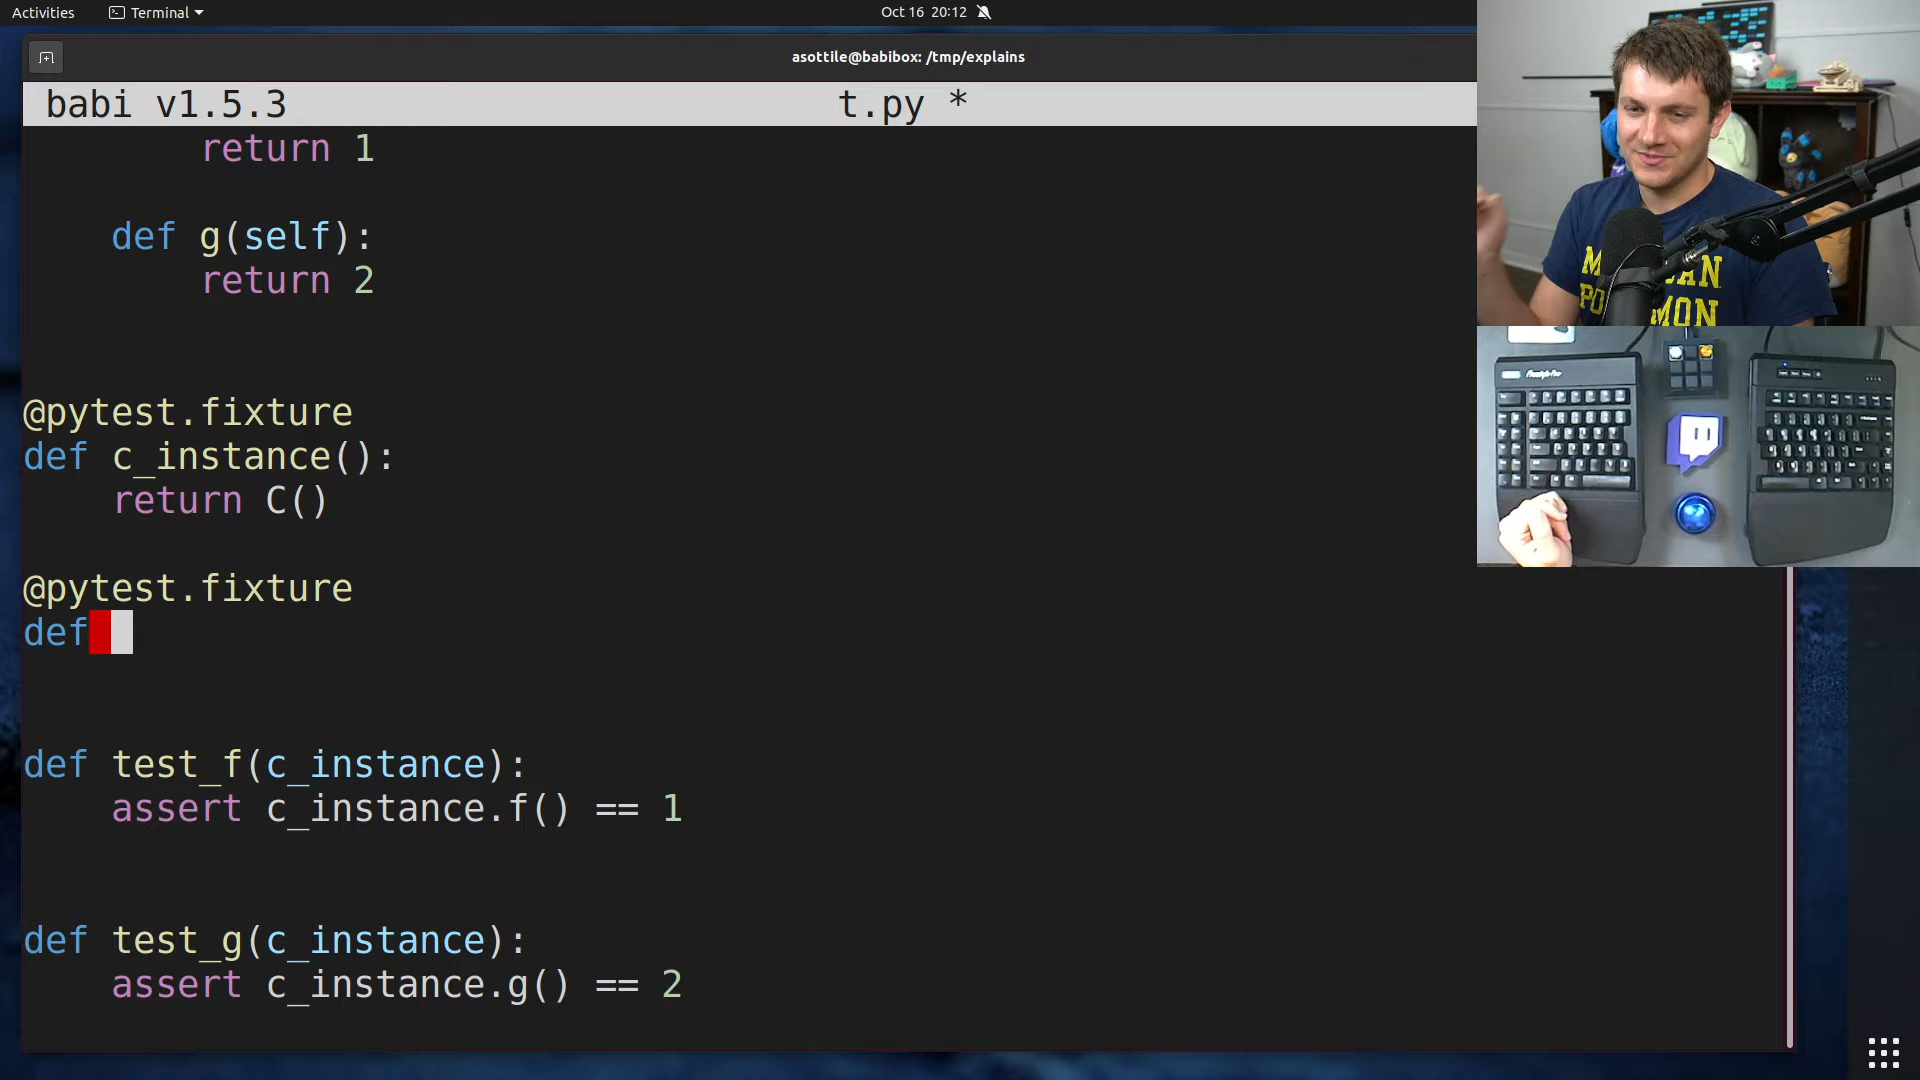 Activities
Terminal
Oct 16 20:12
asottile@babibox: /tmp/explains
babi v1.5.3
t.py *
return 1
def g(self):
return 2
@pytest.fixture
def c_instance():
return C()
@pytest.fixture
def
def test_f(c_instance):
assert c_instance.f() == 1
def test_g(c_instance):
assert c_instance.g() == 2